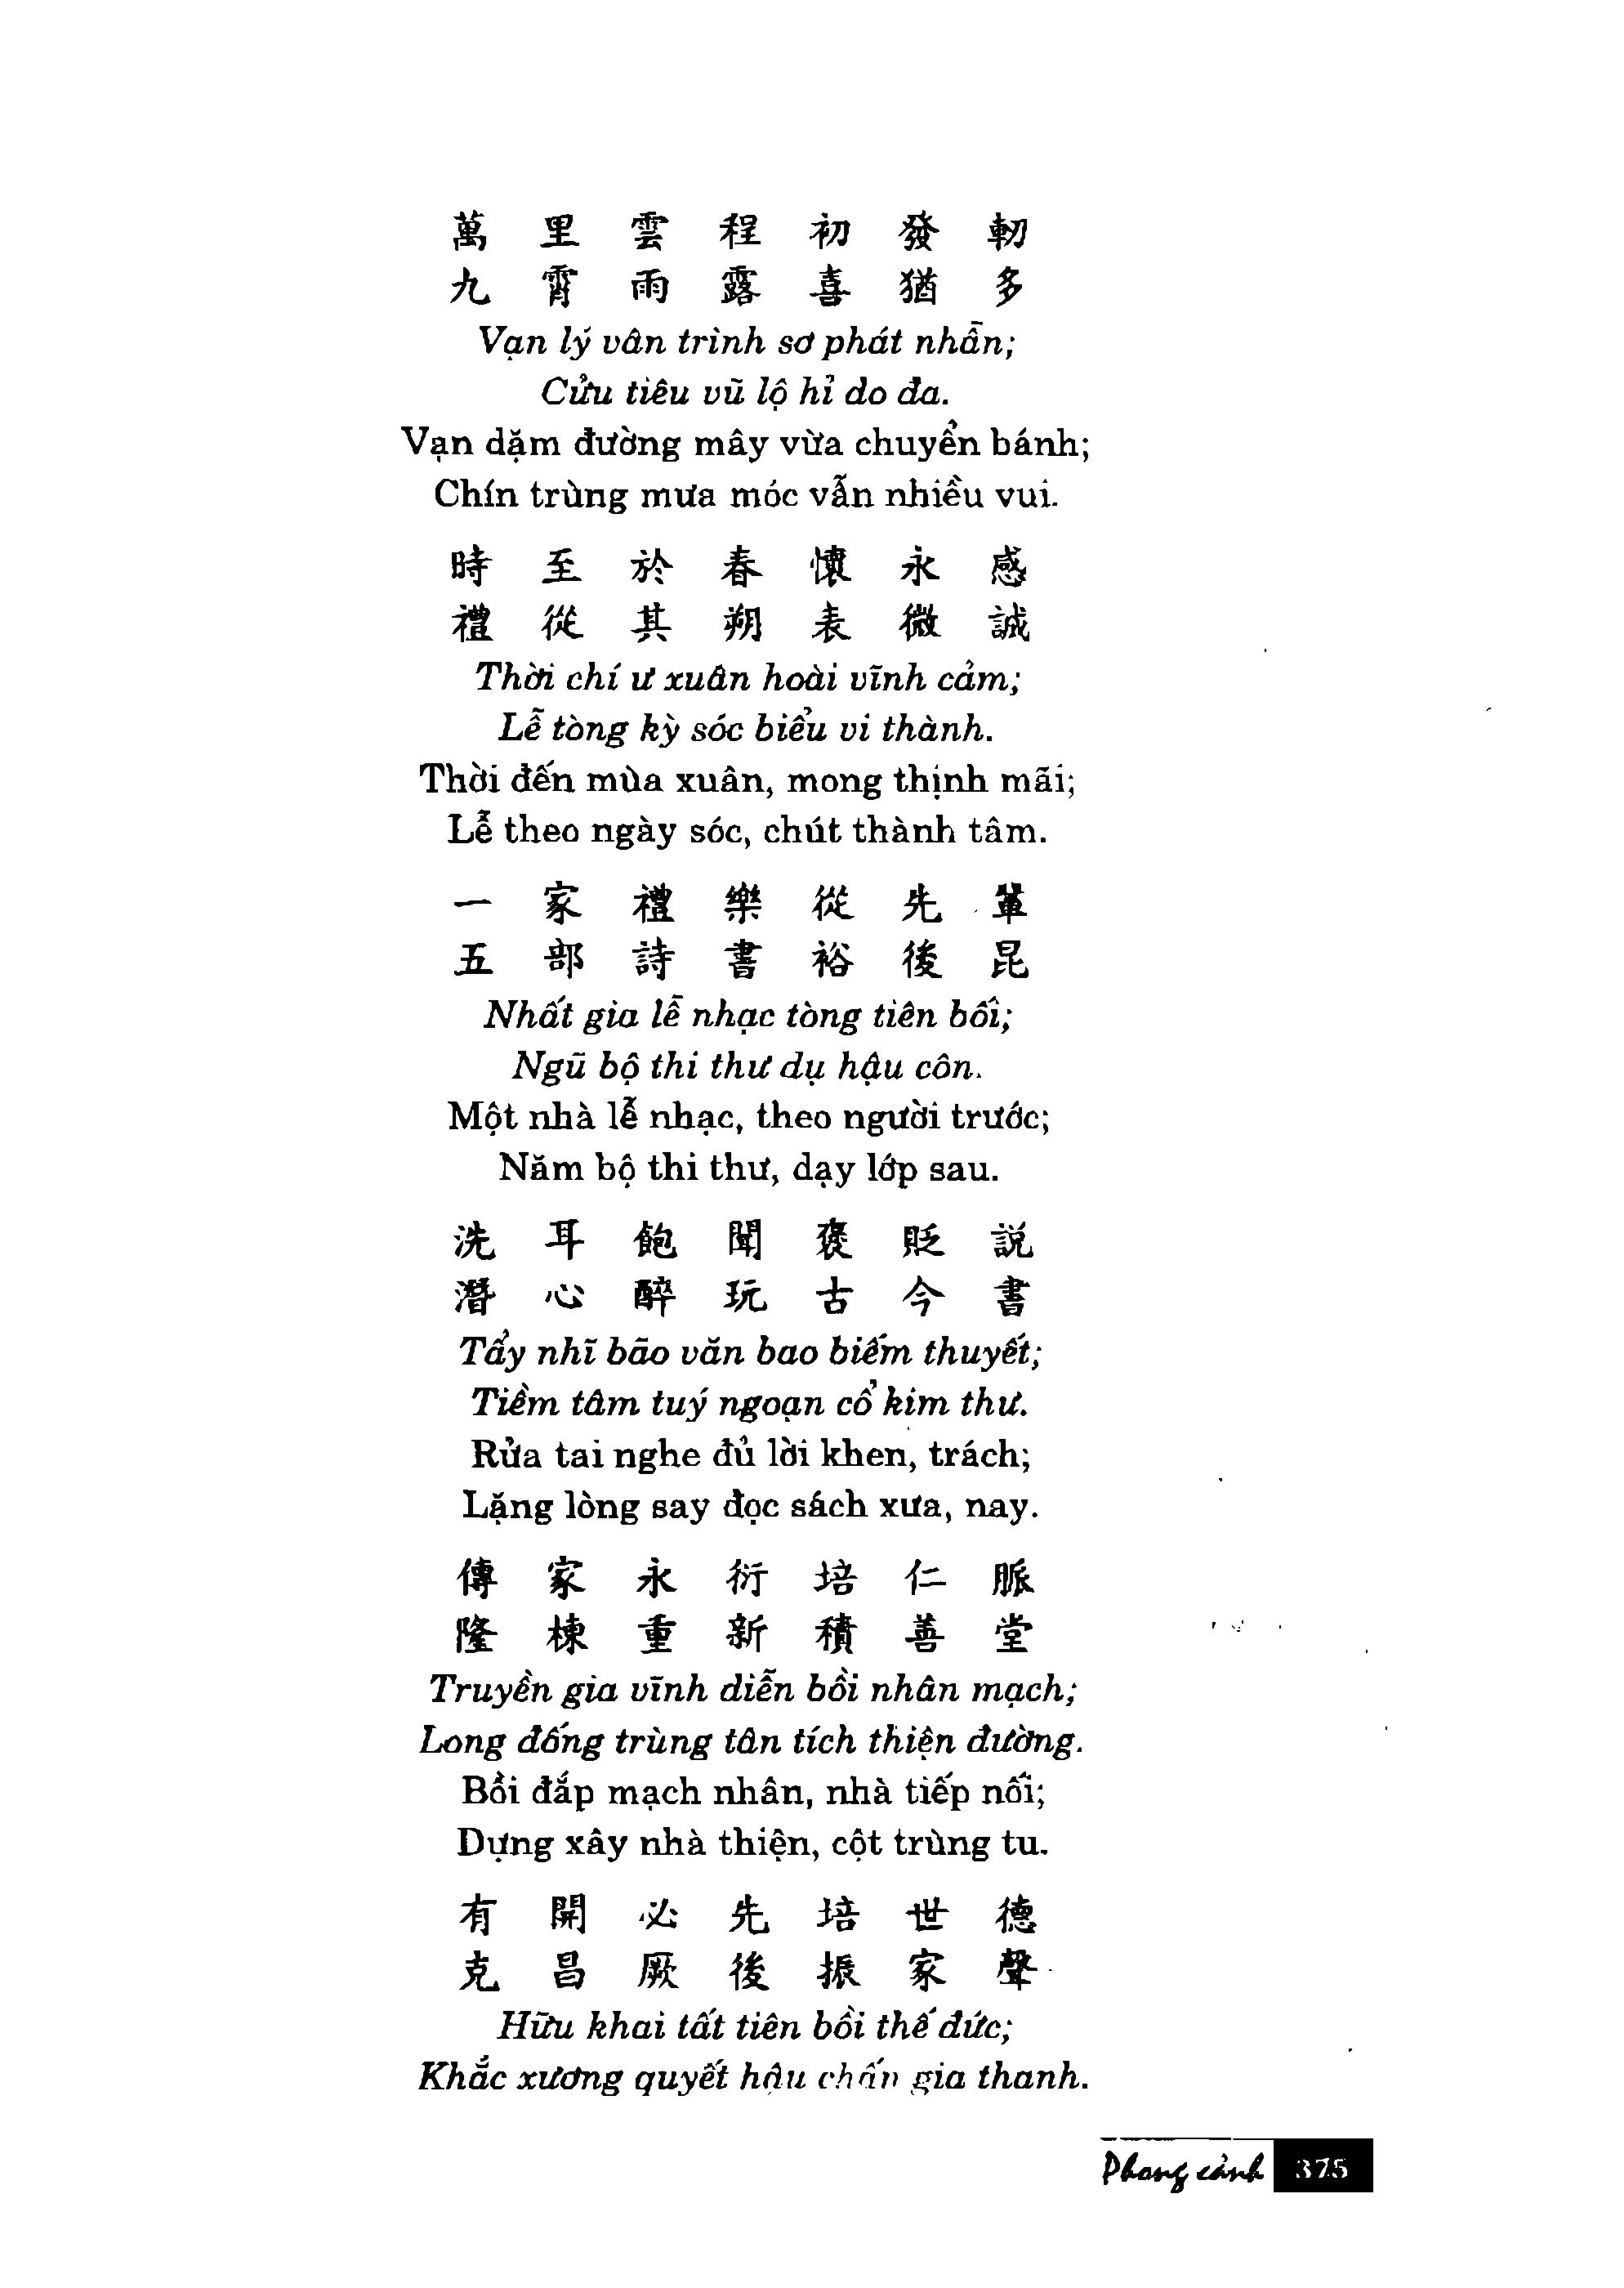 萬里雲程初發軔
九霄雨露喜猶多
Vạn lý vân trình sơ phát nhẫn;
Cửu tiêu vũ lộ hỉ do đa.
Vạn dặm đường mây vừa chuyển bánh;
Chín trùng mưa móc vẫn nhiều vui.
時至於春懷永感
禮從其朔表微誠
Thời chí ư xuân hoài vĩnh cảm;
Lễ tòng kỳ sóc biểu vi thành.
Thời đến mùa xuân, mong thịnh mãi;
Lễ theo ngày sóc, chút thành tâm.
一家禮樂從先輩
五部詩書裕後昆
Nhất gia lễ nhạc tòng tiên bối;
Ngũ bộ thi thư dụ hậu côn.
Một nhà lễ nhạc, theo người trước;
Năm bộ thi thư, dạy lớp sau.
洗耳飽聞褒貶説
潛心醉玩古今書
Tẩy nhĩ bão văn bao biếm thuyết;
Tiềm tâm tuý ngoạn cổ kim thư.
Rửa tai nghe đủ lời khen, trách;
Lặng lòng say đọc sách xưa, nay.
傳家永衍培仁脈
隆棟重新積善堂
Truyền gia vĩnh diễn bồi nhân mạch;
Long đống trùng tân tích thiện đường.
Bồi đắp mạch nhân, nhà tiếp nối;
Dựng xây nhà thiện, cột trùng tu.
有開必先培世德
克昌厥後振家聲
Hữu khai tất tiên bồi thế đức;
Khắc xương quyết hậu chấn gia thanh.
Phong cảnh 375